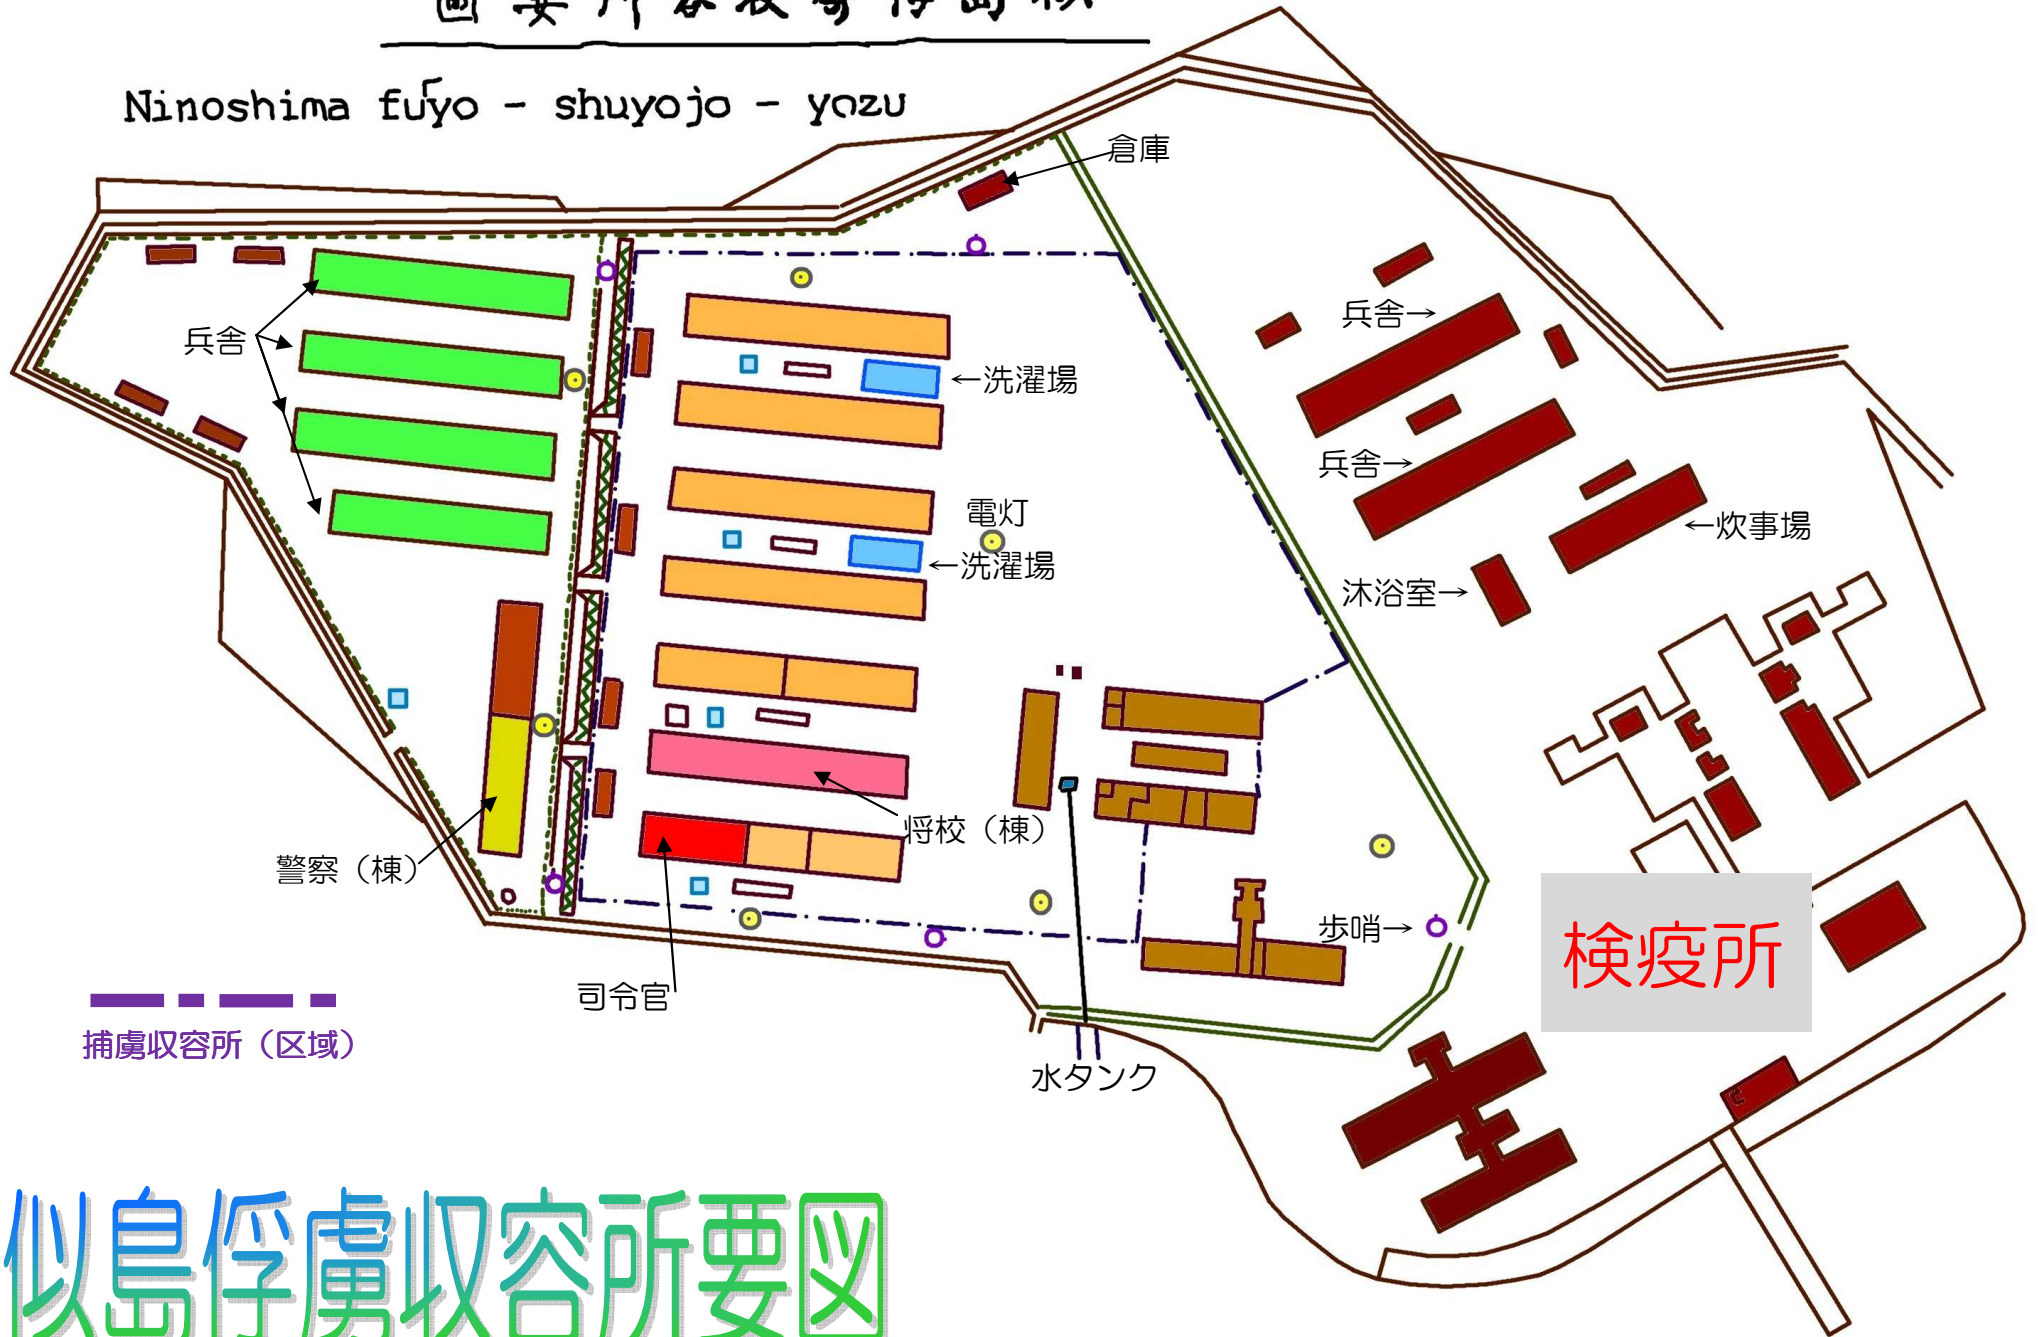 Ninoshima fuyo - shuyojo - yozu
倉庫
兵舎→
兵舎
←洗濯場
兵舎→
電灯
←炊事場
←洗濯場
沐浴室→
将校（棟）
警察（棟）
歩哨→
検疫所
司令官
捕虜収容所（区域）
水タンク
似島俘虜収容所要図